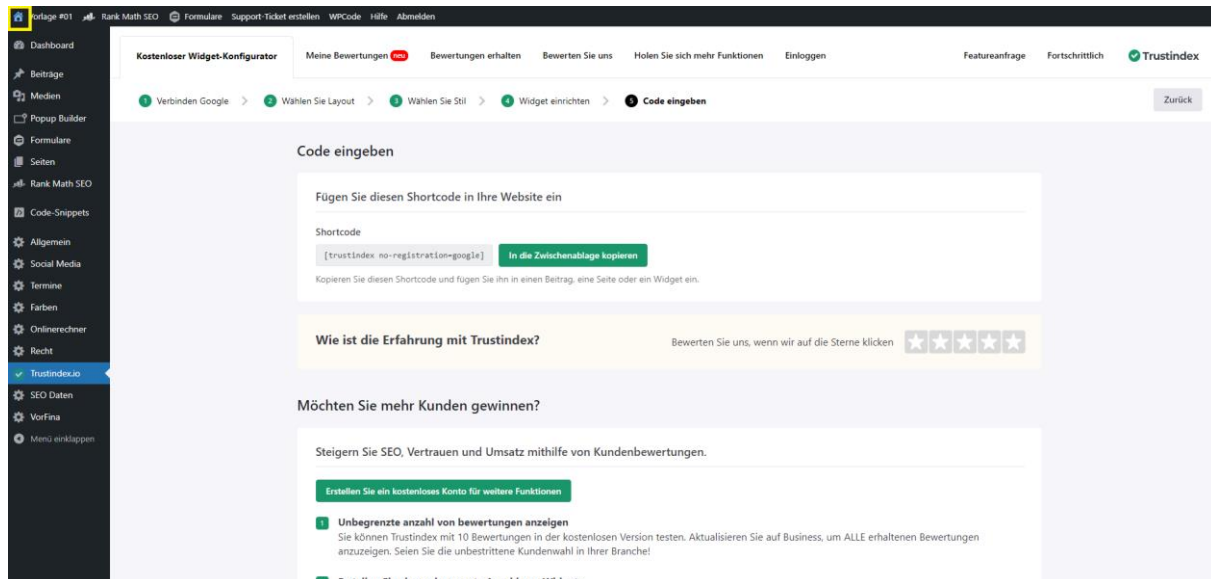 Vorlage #01 Rank Math SEO Formulare Support-Ticket erstellen WPCode Hilfe Abmelden
Dashboard
Beiträge
Medien
Popup Builder
Formulare
Seiten
Rank Math SEO
Code-Snippets
Allgemein
Social Media
Termine
Farben
Onlinerechner
Recht
Trustindex.io
SEO Daten
VorFina
Menü einklappen
Kostenloser Widget-Konfigurator Meine Bewertungen neu Bewertungen erhalten Bewerten Sie uns Holen Sie sich mehr Funktionen Einloggen Featureanfrage Fortschrittlich Trustindex
1 Verbinden Google > 2 Wählen Sie Layout > 3 Wählen Sie Stil > 4 Widget einrichten > 5 Code eingeben Zurück
Code eingeben
Fügen Sie diesen Shortcode in Ihre Website ein
Shortcode
[trustindex no-registration=google] In die Zwischenablage kopieren
Kopieren Sie diesen Shortcode und fügen Sie ihn in einen Beitrag, eine Seite oder ein Widget ein.
Wie ist die Erfahrung mit Trustindex? Bewerten Sie uns, wenn wir auf die Sterne klicken
Möchten Sie mehr Kunden gewinnen?
Steigern Sie SEO, Vertrauen und Umsatz mithilfe von Kundenbewertungen.
Erstellen Sie ein kostenloses Konto für weitere Funktionen
1 Unbegrenzte anzahl von bewertungen anzeigen
Sie können Trustindex mit 10 Bewertungen in der kostenlosen Version testen. Aktualisieren Sie auf Business, um ALLE erhaltenen Bewertungen
anzuzeigen. Seien Sie die unbestrittene Kundenwahl in Ihrer Branche!